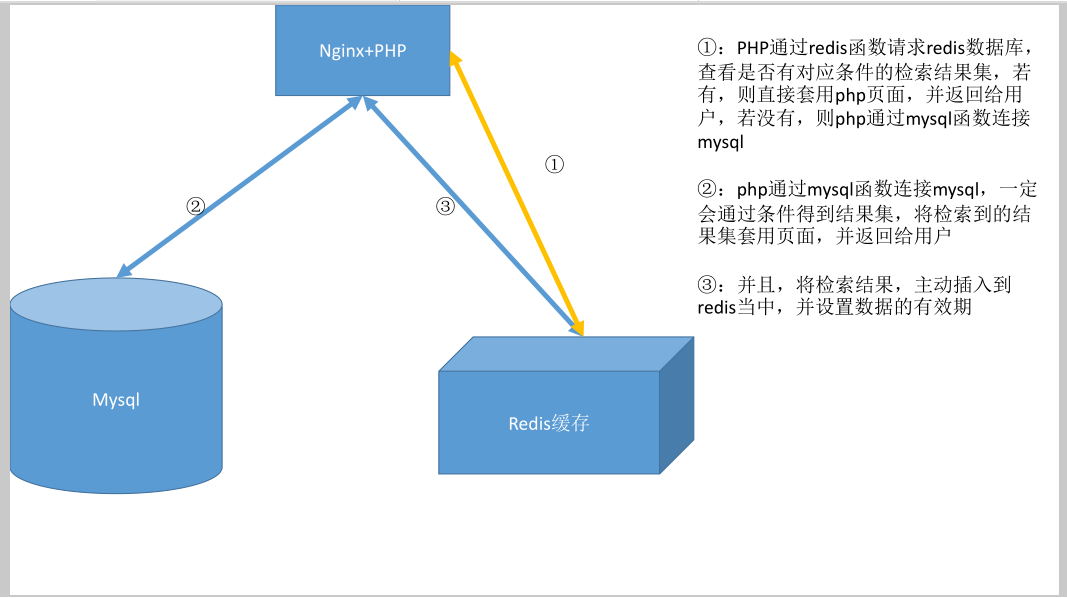 Nginx+PHP
①：PHP通过redis函数请求redis数据库，
查看是否有对应条件的检索结果集，若
有，则直接套用php页面，并返回给用
户，若没有，则php通过mysql函数连接
mysql
①
②：php通过mysql函数连接mysql，一定
会通过条件得到结果集，将检索到的结
果集套用页面，并返回给用户
②
③
③：并且，将检索结果，主动插入到
redis当中，并设置数据的有效期
Mysql
Redis缓存